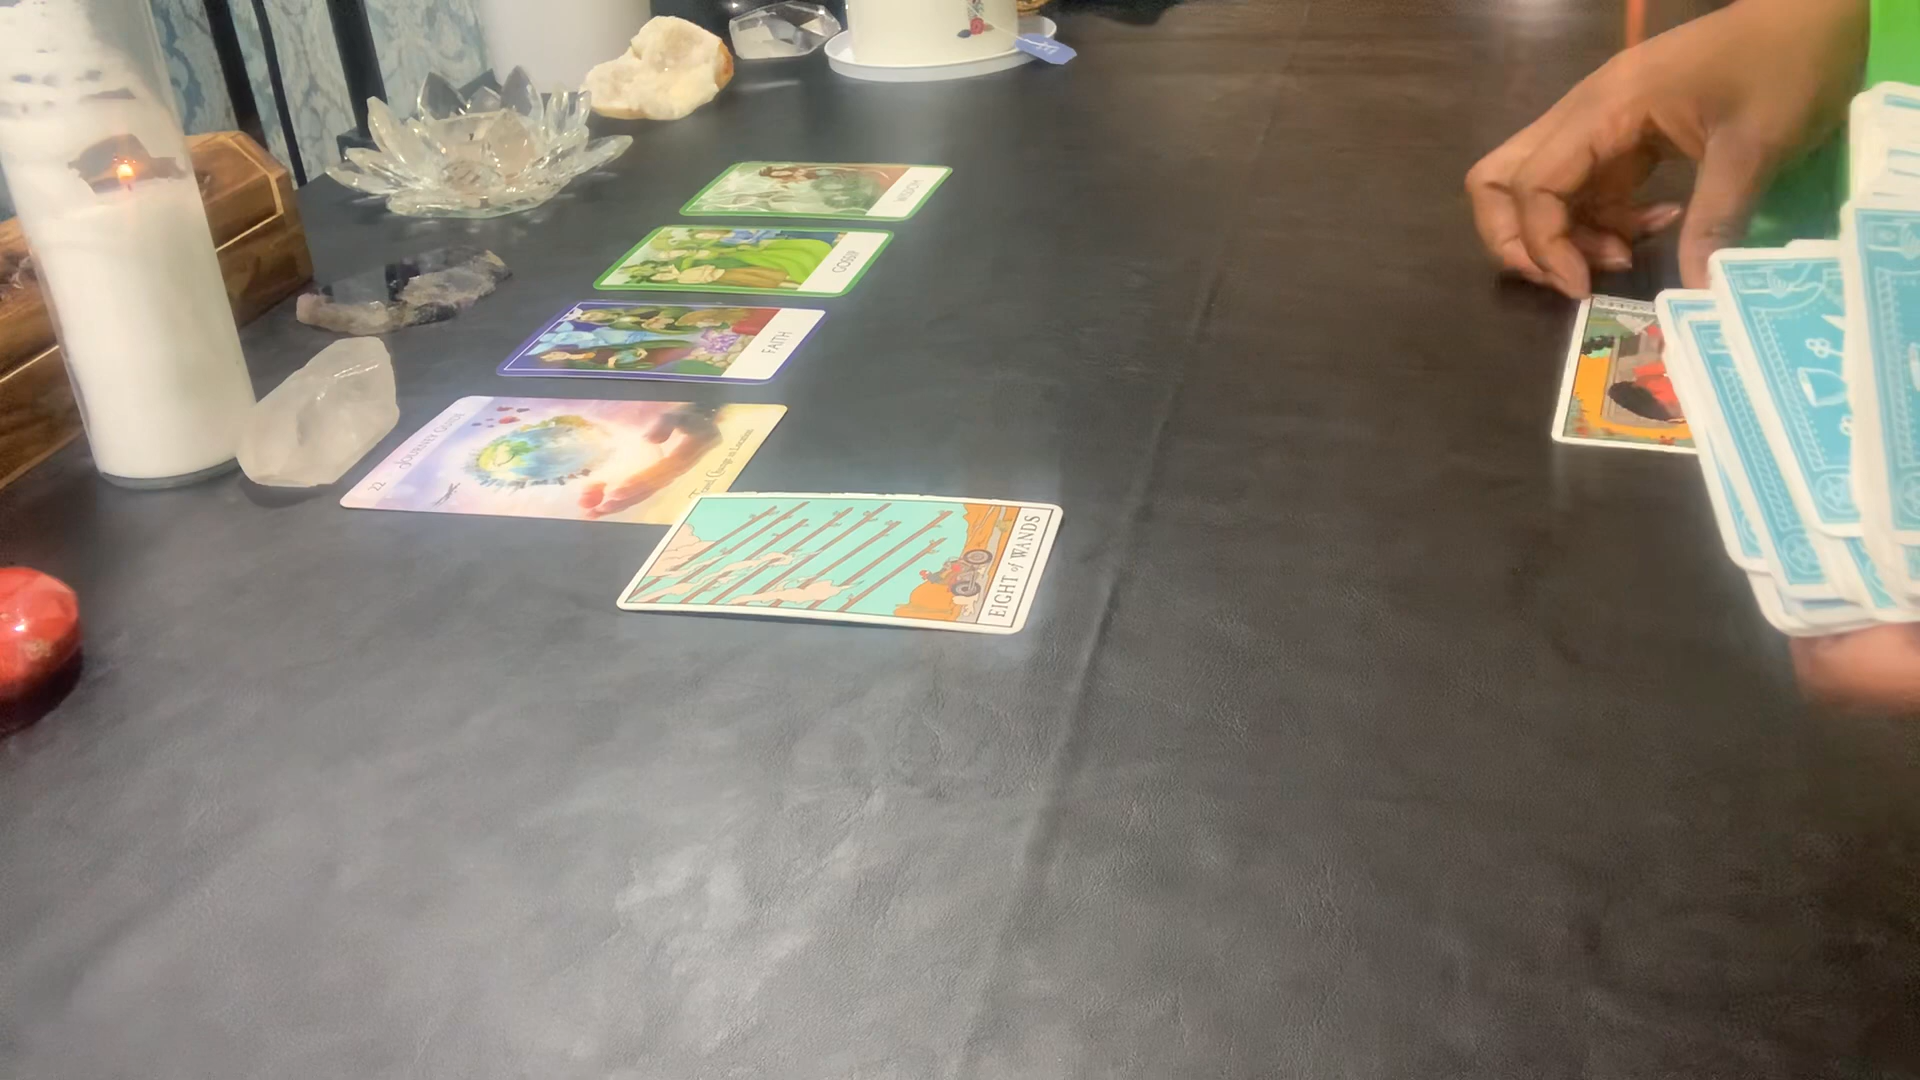 WISDOM
GOSSIP
FAITH
22
JOURNEY GUIDE
Travel, Change in Location
EIGHT of WANDS